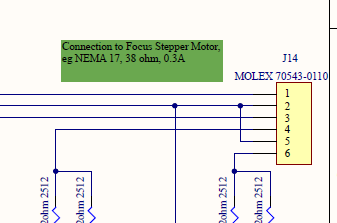 Connection to Focus Stepper Motor,
eg NEMA 17, 38 ohm, 0.3A
J14
MOLEX 70543-0110
1
2
3
4
5
6
2ohm 2512
2ohm 2512
2ohm 2512
2ohm 2512